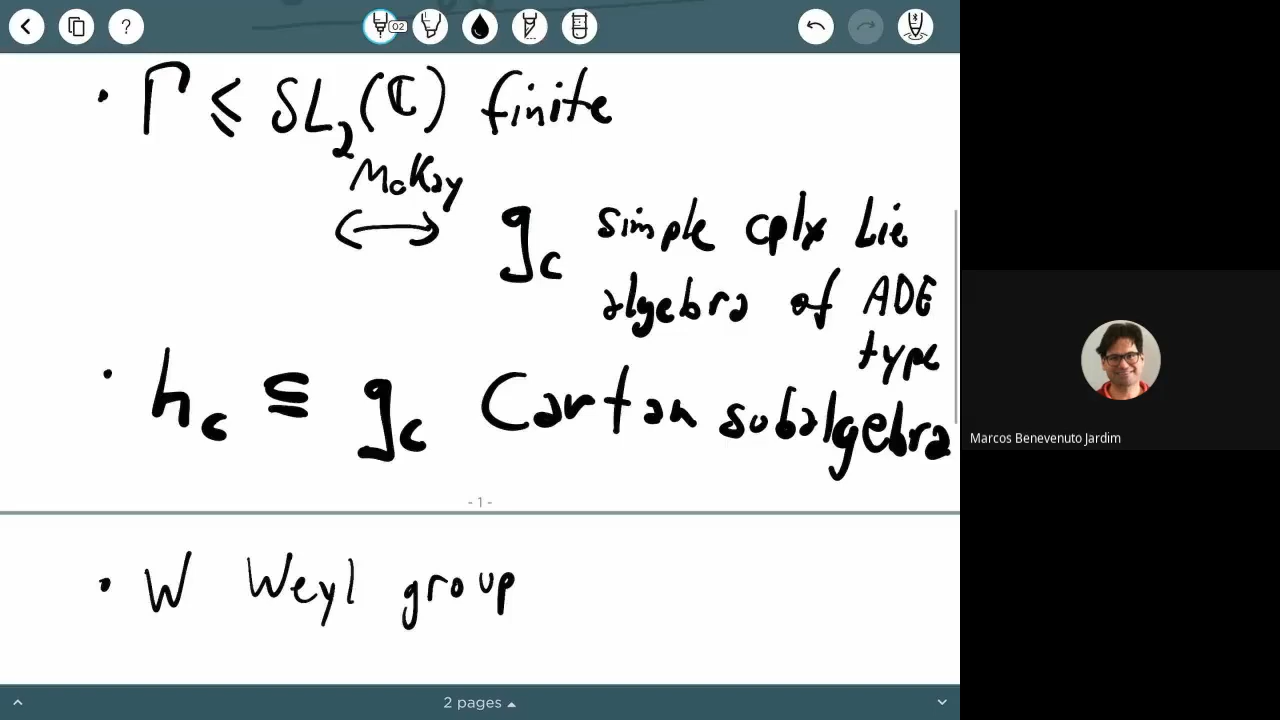 02
?
· Γ ⩽ SL₂(ℂ) finite
McKay
⟷ g_c simple cplx Lie
algebra of ADE
type
· h_c ⊆ g_c Cartan subalgebra
- 1 -
· W Weyl group
2 pages
Marcos Benevenuto Jardim